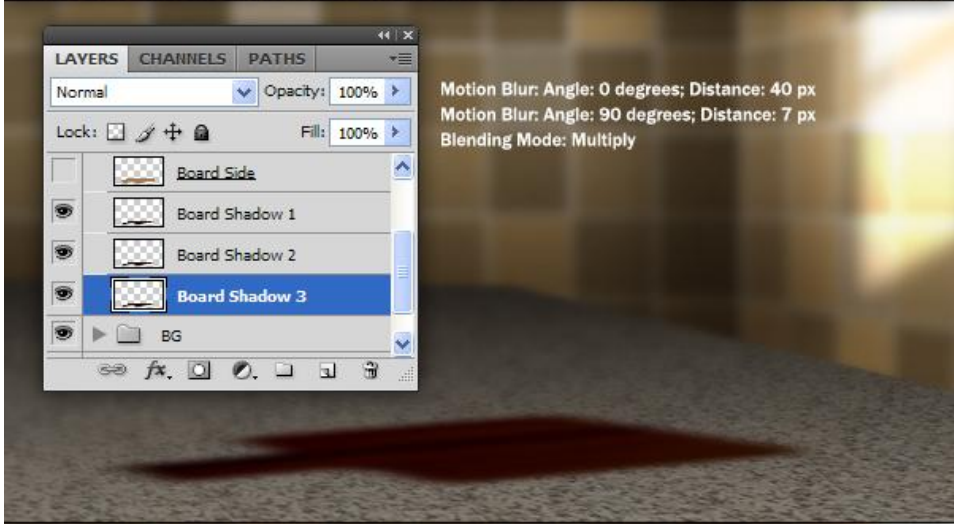 LAYERS CHANNELS PATHS
Normal Opacity: 100%
Lock: Fill: 100%
Board Side
Board Shadow 1
Board Shadow 2
Board Shadow 3
BG
fx.
Motion Blur: Angle: 0 degrees; Distance: 40 px
Motion Blur: Angle: 90 degrees; Distance: 7 px
Blending Mode: Multiply